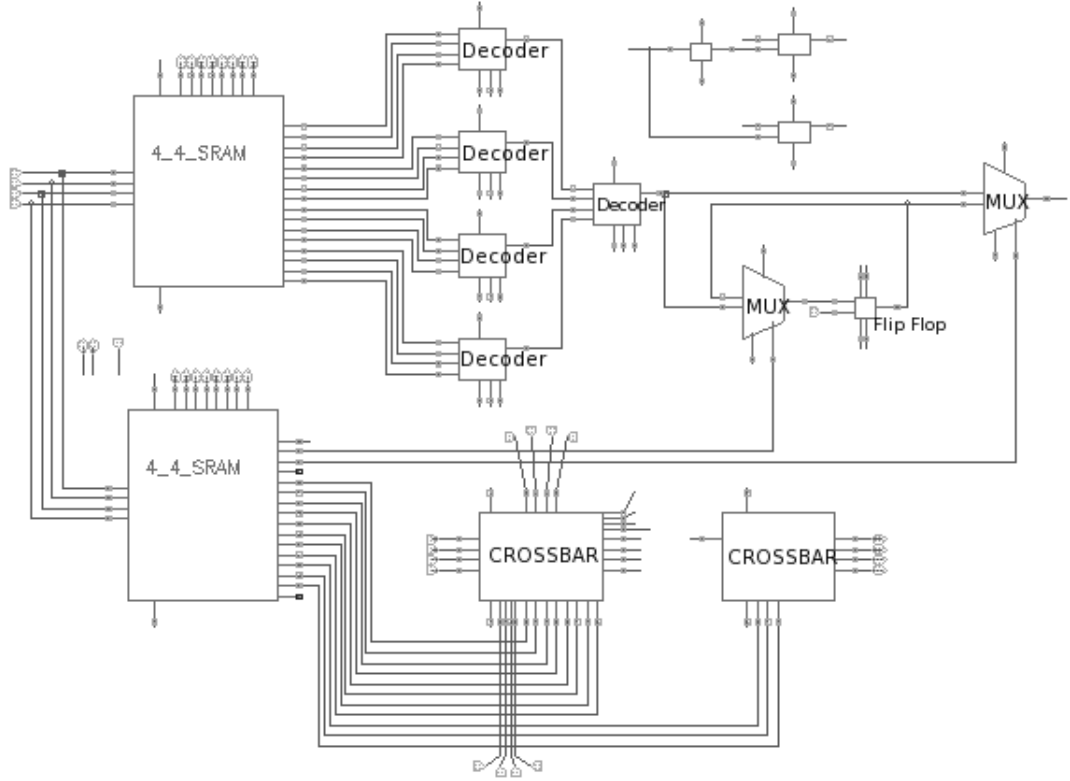 Decoder
4_4_SRAM
Decoder
MUX
Decoder
Decoder
MUX
Flip Flop
Decoder
4_4_SRAM
CROSSBAR
CROSSBAR